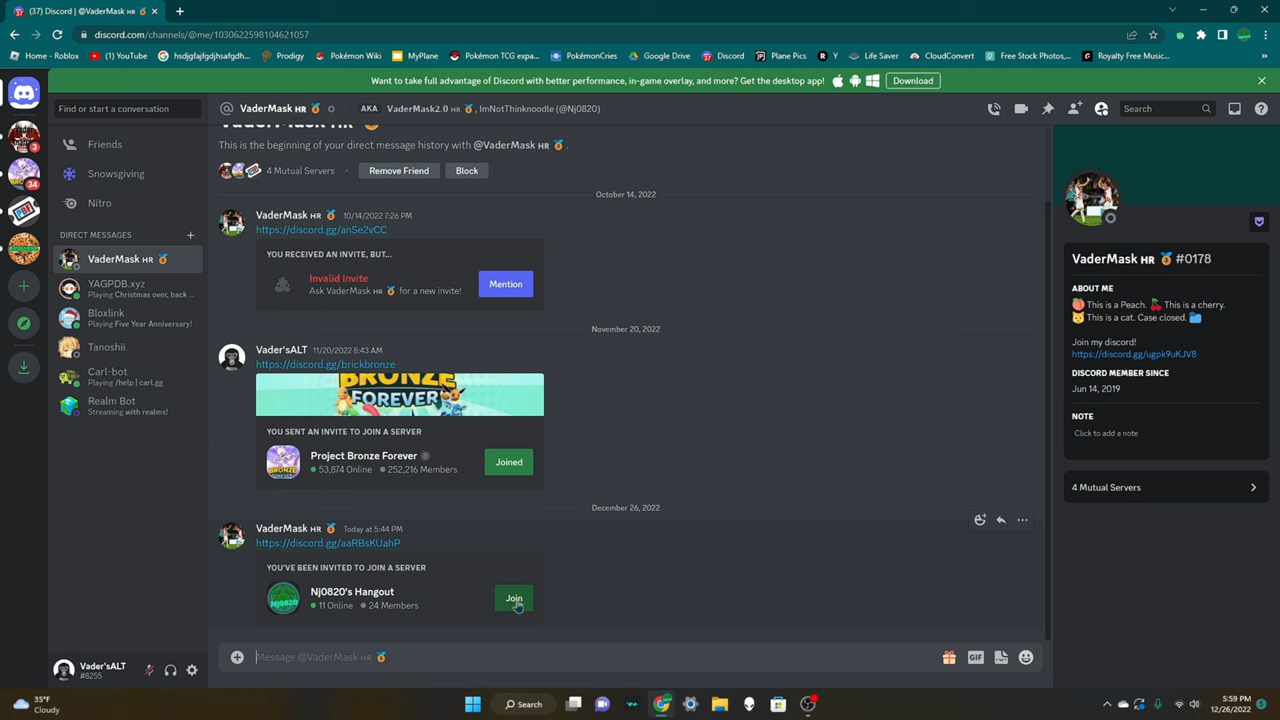 (37) Discord | @VaderMask HR
discord.com/channels/@me/1030622598104621057
Home - Roblox
(1) YouTube
hsdjgfajfgdjhsafgdh...
Prodigy
Pokémon Wiki
MyPlane
Pokémon TCG expa...
PokémonCries
Google Drive
Discord
Plane Pics
Y
Life Saver
CloudConvert
Free Stock Photos,...
Royalty Free Music...
Want to take full advantage of Discord with better performance, in-game overlay, and more? Get the desktop app!
Download
Find or start a conversation
VaderMask HR
AKA
VaderMask2.0 HR 🥉, ImNotThinknoodle (@Nj0820)
Search
Friends
Snowsgiving
Nitro
DIRECT MESSAGES
VaderMask HR
YAGPDB.xyz
Playing Christmas over, back ...
Bloxlink
Playing Five Year Anniversary!
Tanoshii
Carl-bot
Playing /help | carl.gg
Realm Bot
Streaming with realms!
3
34
This is the beginning of your direct message history with @VaderMask HR 🥉 .
4 Mutual Servers
Remove Friend
Block
October 14, 2022
VaderMask HR 🥉 10/14/2022 7:26 PM
https://discord.gg/anSe2vCC
YOU RECEIVED AN INVITE, BUT...
Invalid Invite
Ask VaderMask HR 🥉 for a new invite!
Mention
November 20, 2022
Vader'sALT 11/20/2022 8:43 AM
https://discord.gg/brickbronze
BRONZE
FOREVER
YOU SENT AN INVITE TO JOIN A SERVER
Project Bronze Forever
53,874 Online 252,216 Members
Joined
December 26, 2022
VaderMask HR 🥉 Today at 5:44 PM
https://discord.gg/aaRBsKUahP
YOU'VE BEEN INVITED TO JOIN A SERVER
Nj0820
Nj0820's Hangout
11 Online 24 Members
Join
Message @VaderMask HR 🥉
GIF
VaderMask HR 🥉 #0178
ABOUT ME
🍑 This is a Peach. 🍒 This is a cherry.
🐱 This is a cat. Case closed. 📂
Join my discord!
https://discord.gg/ugpk9uKJV8
DISCORD MEMBER SINCE
Jun 14, 2019
NOTE
Click to add a note
4 Mutual Servers
Vader'sALT
#8255
35°F
Cloudy
Search
5:59 PM
12/26/2022